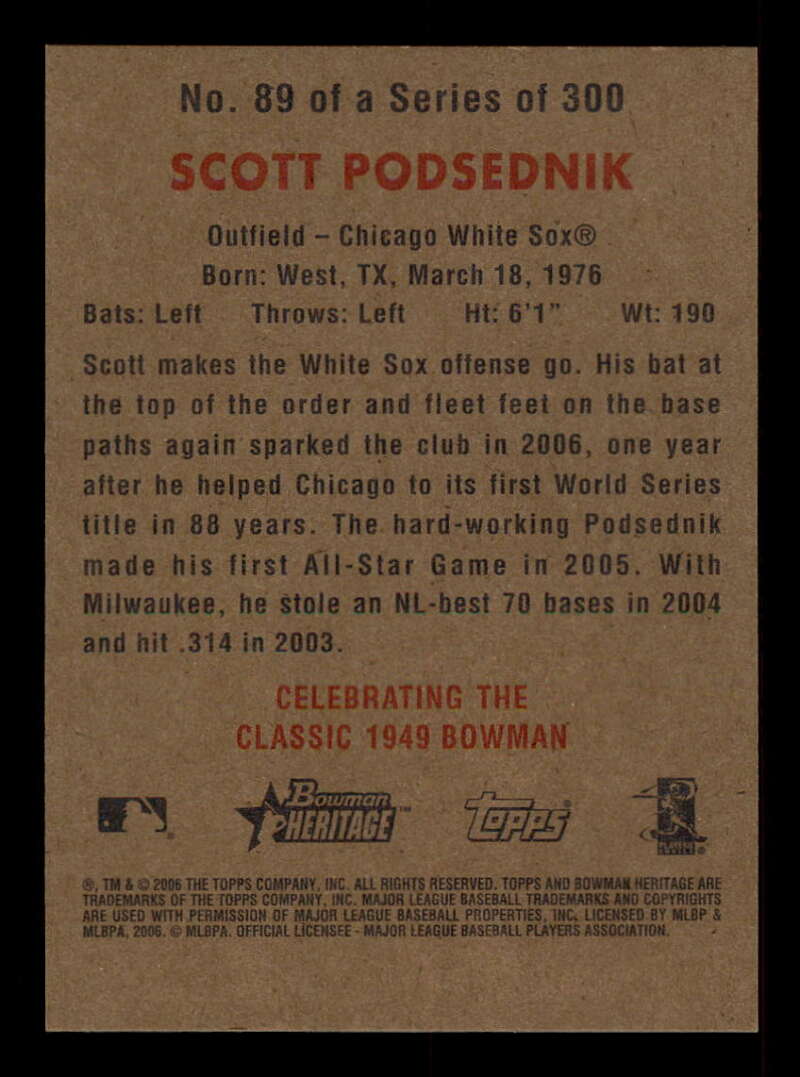 No. 89 of a Series of 300
SCOTT PODSEDNIK
Outfield – Chicago White Sox®
Born: West, TX, March 18, 1976
Bats: Left Throws: Left Ht: 6'1" Wt: 190
Scott makes the White Sox offense go. His bat at
the top of the order and fleet feet on the base
paths again sparked the club in 2006, one year
after he helped Chicago to its first World Series
title in 88 years. The hard-working Podsednik
made his first All-Star Game in 2005. With
Milwaukee, he stole an NL-best 70 bases in 2004
and hit .314 in 2003.
CELEBRATING THE
CLASSIC 1949 BOWMAN
Bowman HERITAGE™ topps®
®, TM & © 2006 THE TOPPS COMPANY, INC. ALL RIGHTS RESERVED. TOPPS AND BOWMAN HERITAGE ARE
TRADEMARKS OF THE TOPPS COMPANY, INC. MAJOR LEAGUE BASEBALL TRADEMARKS AND COPYRIGHTS
ARE USED WITH PERMISSION OF MAJOR LEAGUE BASEBALL PROPERTIES, INC. LICENSED BY MLBP &
MLBPA, 2006. © MLBPA. OFFICIAL LICENSEE - MAJOR LEAGUE BASEBALL PLAYERS ASSOCIATION.